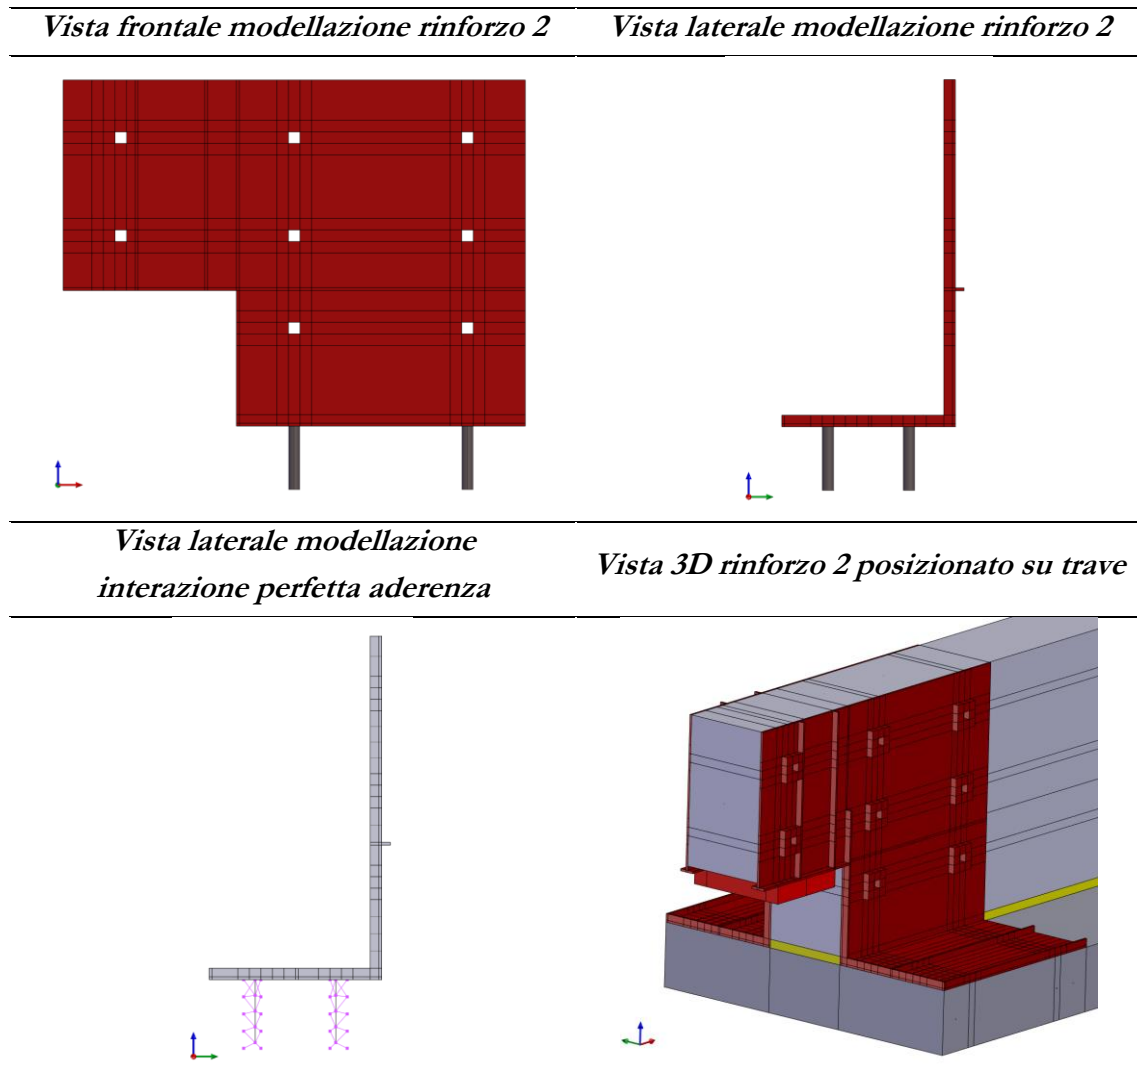 Vista frontale modellazione rinforzo 2
Vista laterale modellazione rinforzo 2
Vista laterale modellazione
interazione perfetta aderenza
Vista 3D rinforzo 2 posizionato su trave